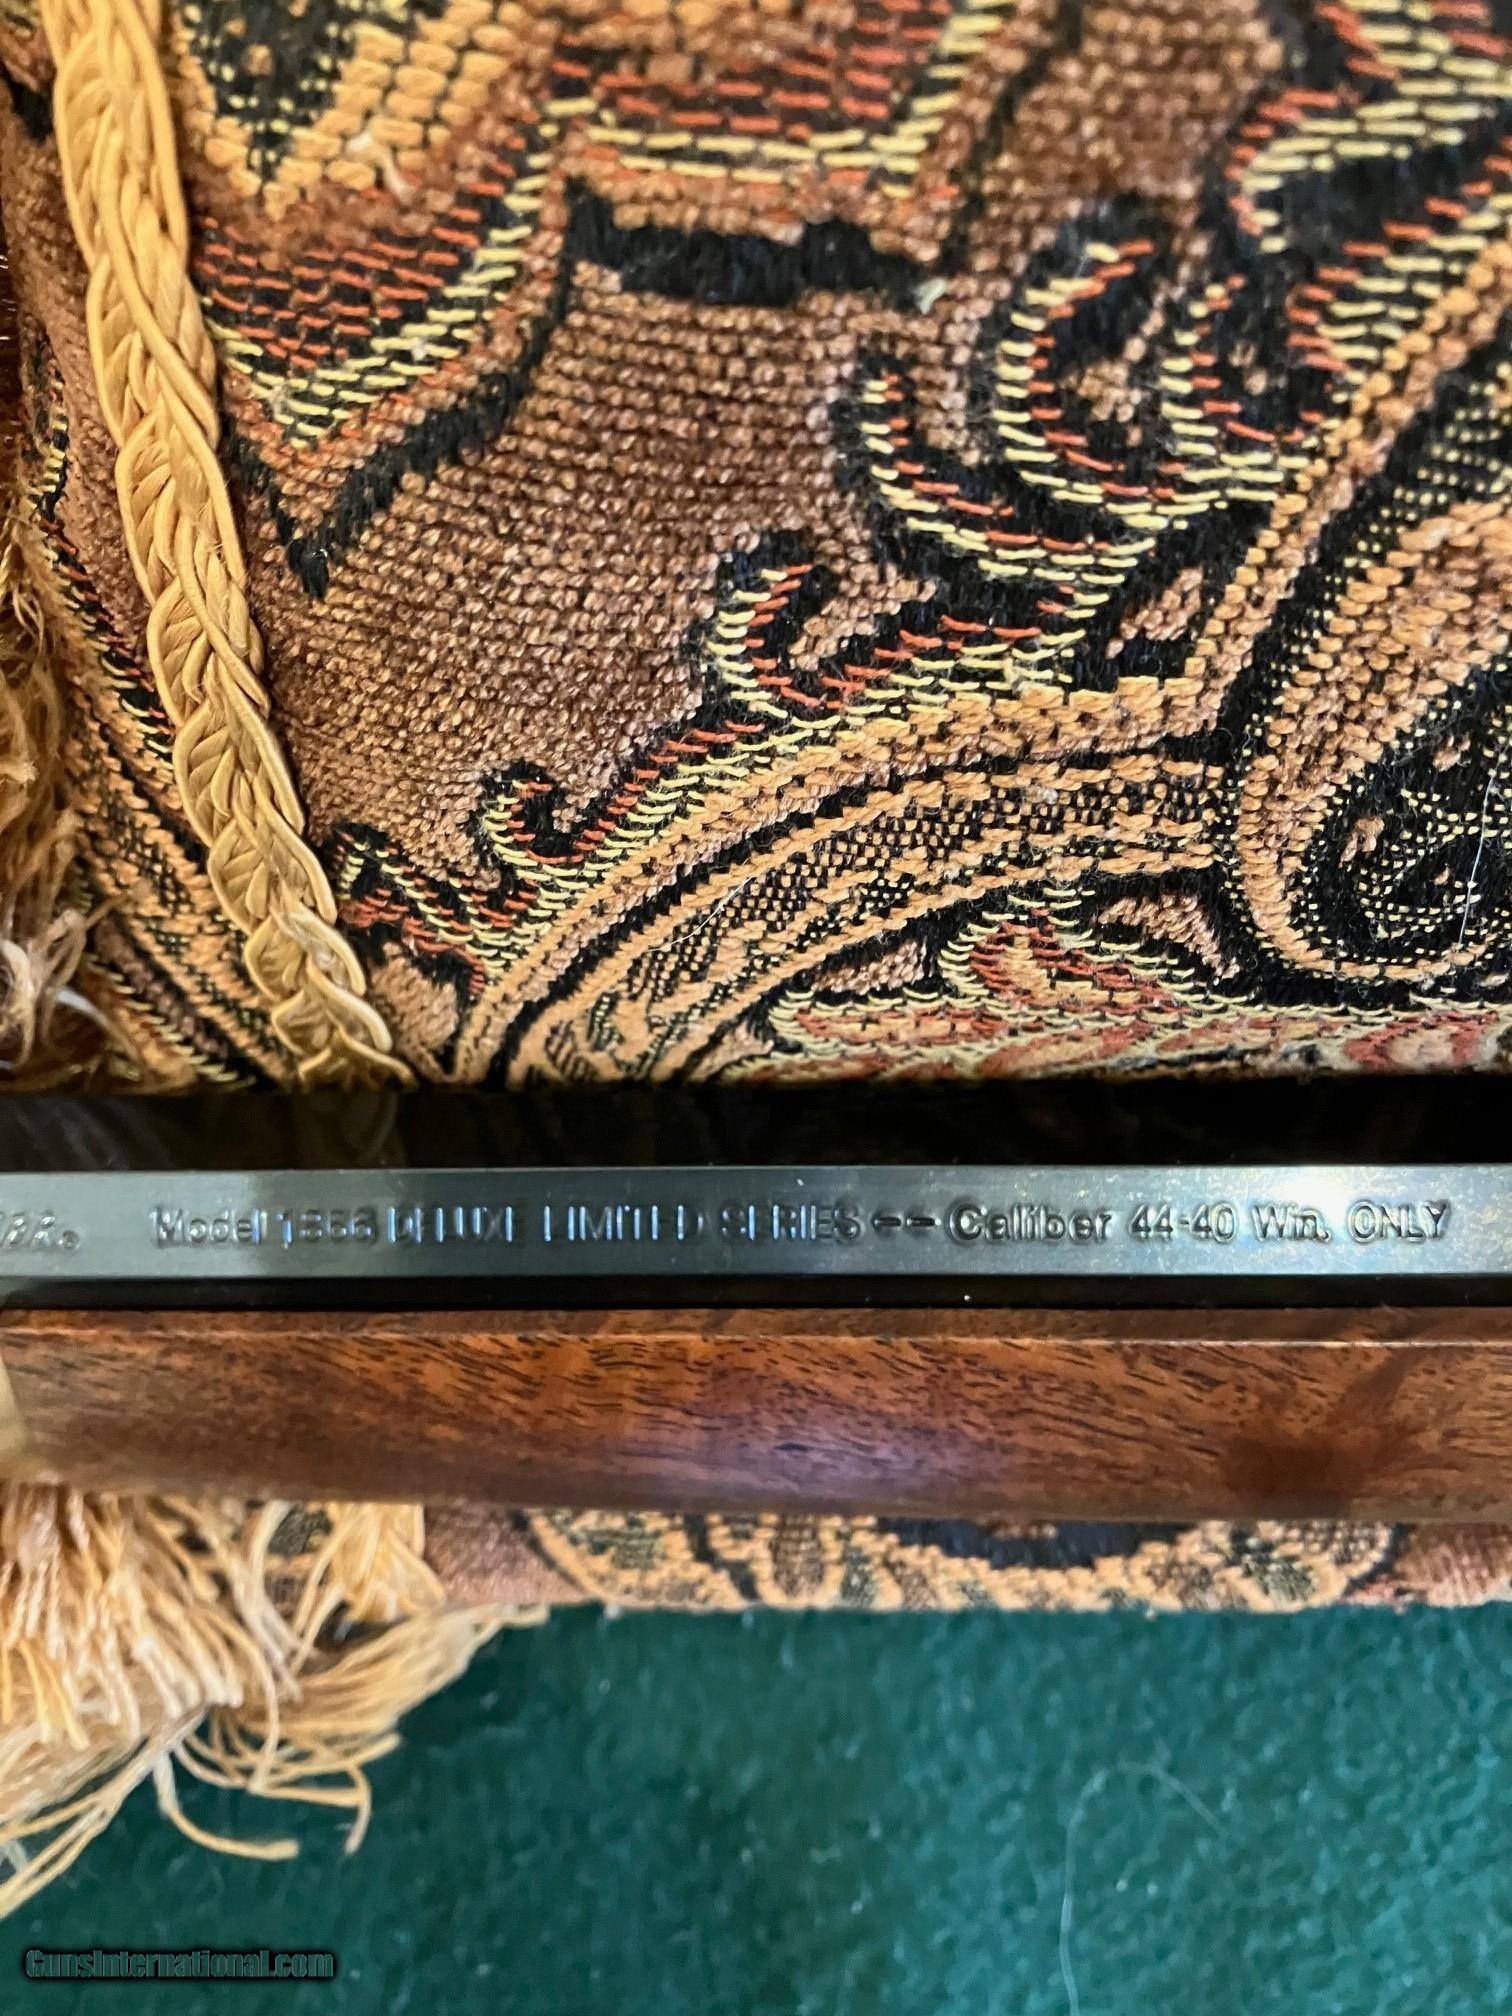 Model 1866 DELUXE LIMITED SERIES -- Caliber 44-40 Win. ONLY
GunsInternational.com